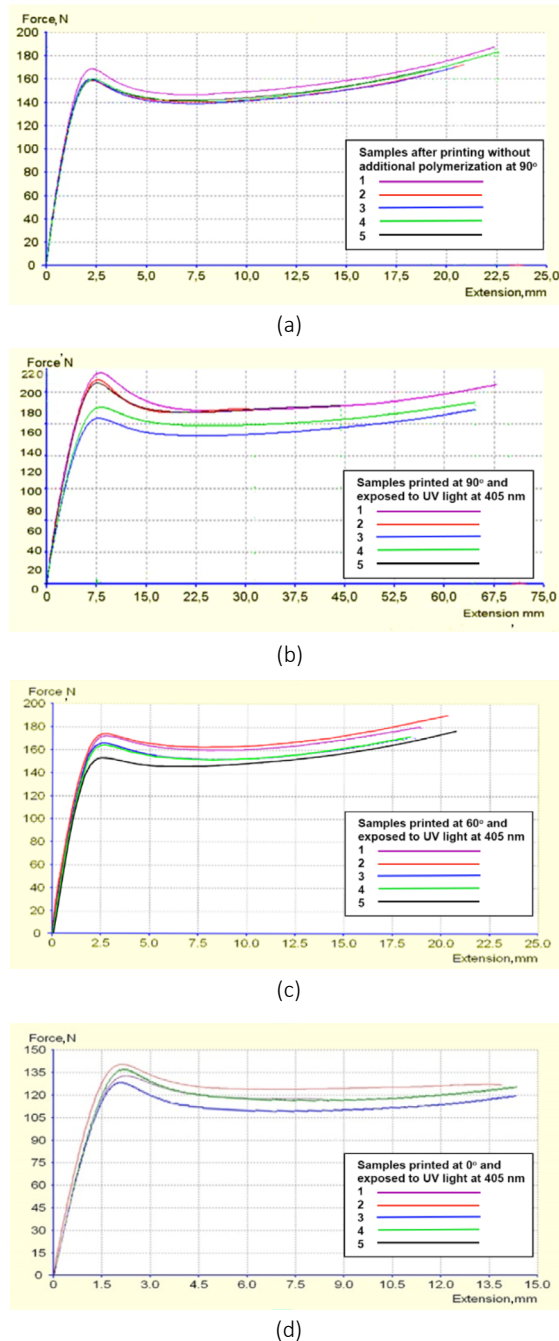 Force,N
200
180
160
140
120
100
80
60
40
20
0
0 2,5 5,0 7,5 10,0 12,5 15,0 17,5 20,0 22,5 25,0
Extension,mm
Samples after printing without
additional polymerization at 90°
1
2
3
4
5
(a)
Force'N
22.0
200
180
160
140
120
100
80
60
40
20
0
0 7,5 15,0 22,5 30,0 37,5 45,0 52,5 60,0 67,5 75,0
Extension mm
Samples printed at 90° and
exposed to UV light at 405 nm
1
2
3
4
5
(b)
Force N
200
180
160
140
120
100
80
60
40
20
0
0 2.5 5.0 7.5 10.0 12.5 15.0 17.5 20.0 22.5 25.0
Extension,mm
Samples printed at 60° and
exposed to UV light at 405 nm
1
2
3
4
5
(c)
Force,N
150
135
120
105
90
75
60
45
30
15
0
0 1.5 3.0 4.5 6.0 7.5 9.0 10.5 12.0 13.5 15.0
Extension,mm
Samples printed at 0° and
exposed to UV light at 405 nm
1
2
3
4
5
(d)